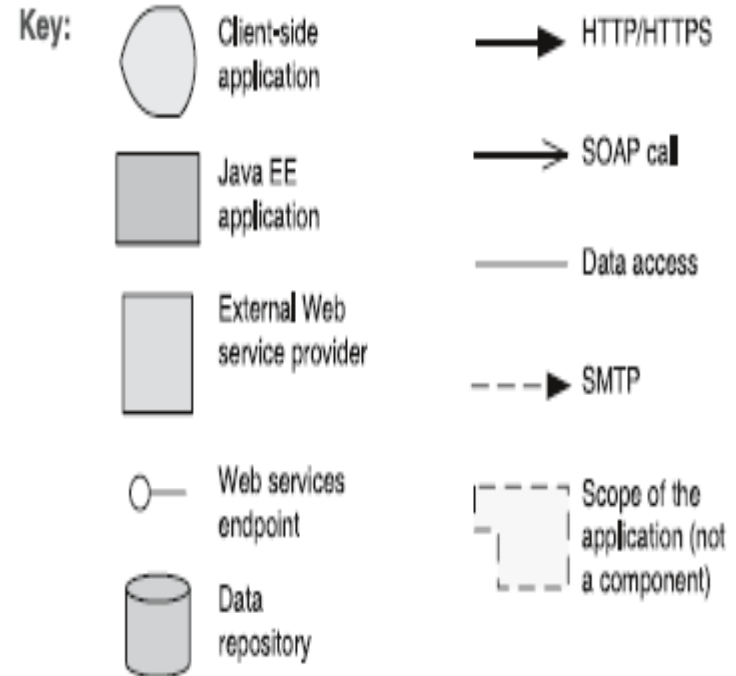 Key:
Client-side
application
Java EE
application
External Web
service provider
Web services
endpoint
Data
repository
HTTP/HTTPS
SOAP call
Data access
SMTP
Scope of the
application (not
a component)